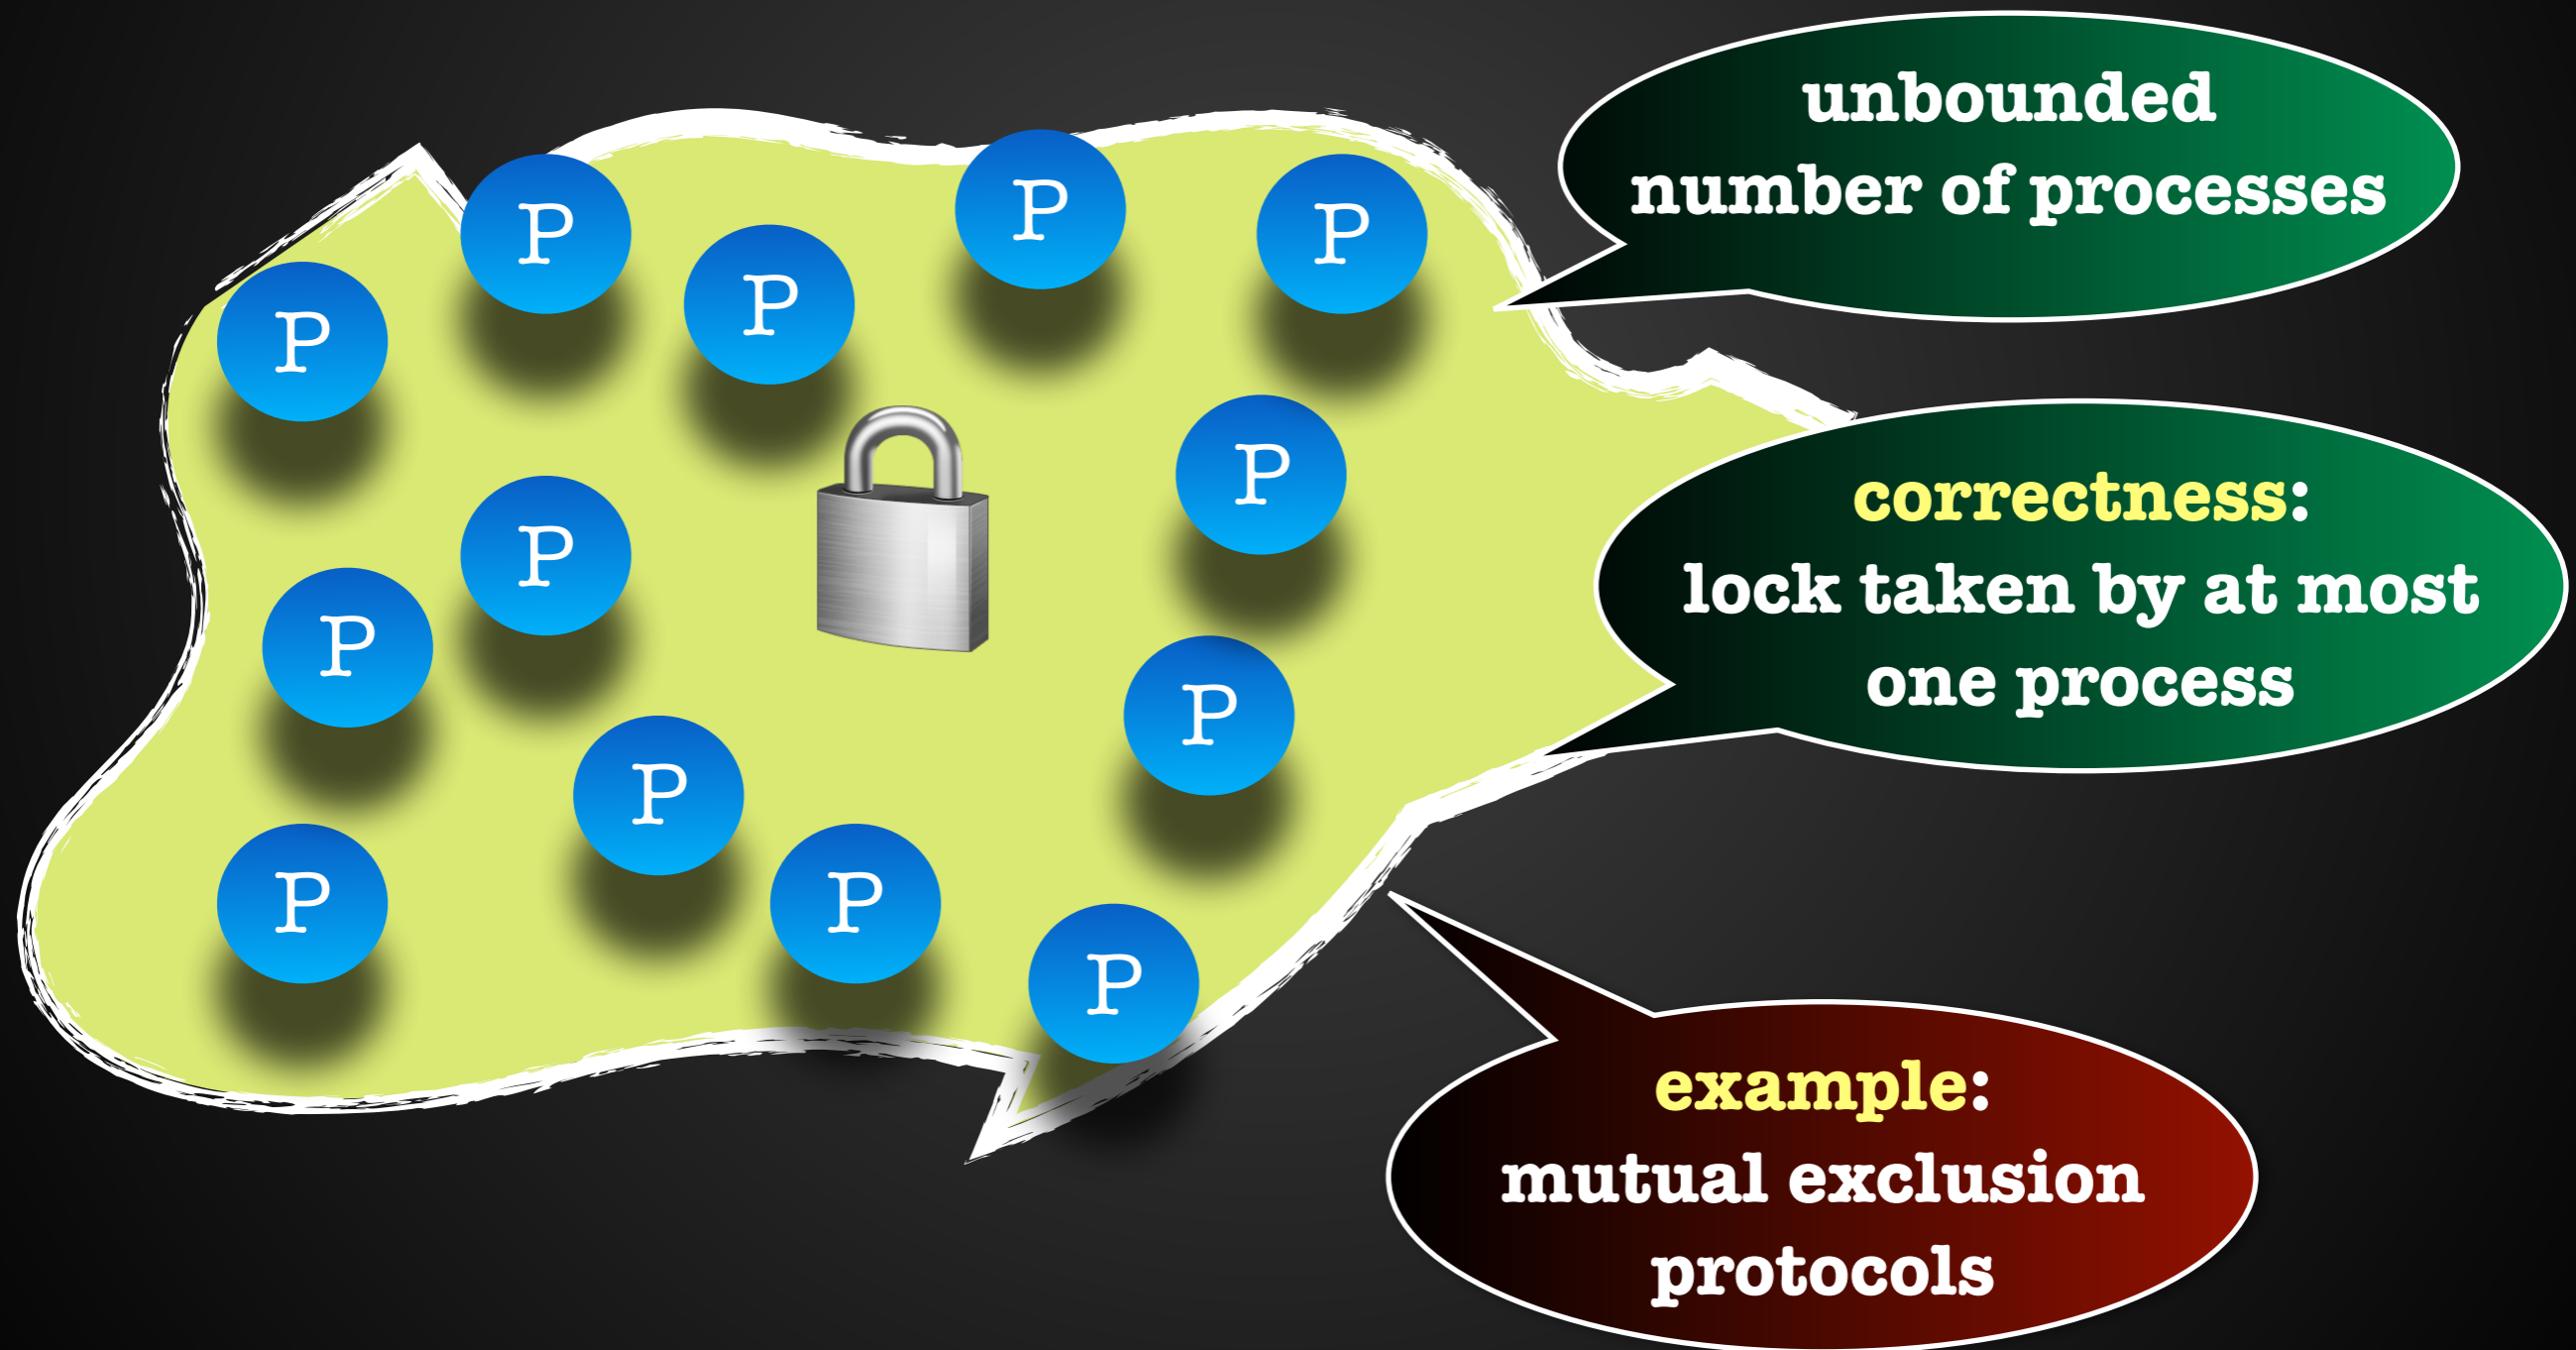 P
P
P
P
P
P
P
P
P
P
P
P
P
unbounded
number of processes
correctness:
lock taken by at most
one process
example:
mutual exclusion
protocols